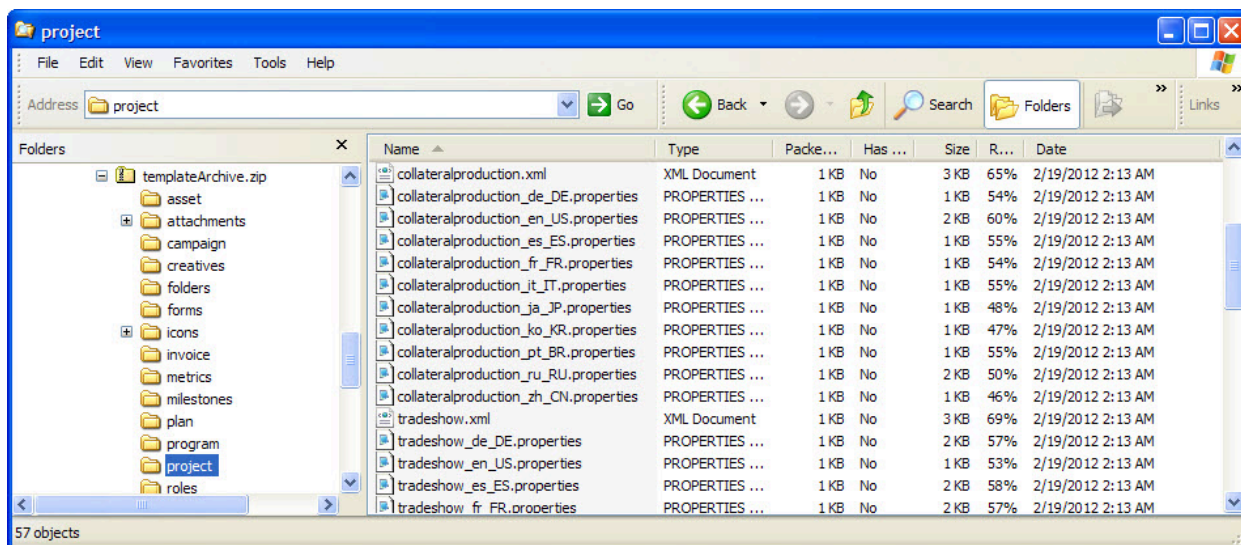 project
File Edit View Favorites Tools Help
Address project Go Back Search Folders » Links »
Folders x
templateArchive.zip
asset
attachments
campaign
creatives
folders
forms
icons
invoice
metrics
milestones
plan
program
project
roles
Name Type Packe... Has ... Size R... Date
collateralproduction.xml XML Document 1 KB No 3 KB 65% 2/19/2012 2:13 AM
collateralproduction_de_DE.properties PROPERTIES ... 1 KB No 1 KB 54% 2/19/2012 2:13 AM
collateralproduction_en_US.properties PROPERTIES ... 1 KB No 2 KB 60% 2/19/2012 2:13 AM
collateralproduction_es_ES.properties PROPERTIES ... 1 KB No 1 KB 55% 2/19/2012 2:13 AM
collateralproduction_fr_FR.properties PROPERTIES ... 1 KB No 1 KB 54% 2/19/2012 2:13 AM
collateralproduction_it_IT.properties PROPERTIES ... 1 KB No 1 KB 55% 2/19/2012 2:13 AM
collateralproduction_ja_JP.properties PROPERTIES ... 1 KB No 1 KB 48% 2/19/2012 2:13 AM
collateralproduction_ko_KR.properties PROPERTIES ... 1 KB No 1 KB 47% 2/19/2012 2:13 AM
collateralproduction_pt_BR.properties PROPERTIES ... 1 KB No 1 KB 55% 2/19/2012 2:13 AM
collateralproduction_ru_RU.properties PROPERTIES ... 1 KB No 2 KB 50% 2/19/2012 2:13 AM
collateralproduction_zh_CN.properties PROPERTIES ... 1 KB No 1 KB 46% 2/19/2012 2:13 AM
tradeshow.xml XML Document 1 KB No 3 KB 69% 2/19/2012 2:13 AM
tradeshow_de_DE.properties PROPERTIES ... 1 KB No 2 KB 57% 2/19/2012 2:13 AM
tradeshow_en_US.properties PROPERTIES ... 1 KB No 1 KB 53% 2/19/2012 2:13 AM
tradeshow_es_ES.properties PROPERTIES ... 1 KB No 2 KB 58% 2/19/2012 2:13 AM
tradeshow_fr_FR.properties PROPERTIES ... 1 KB No 2 KB 57% 2/19/2012 2:13 AM
57 objects